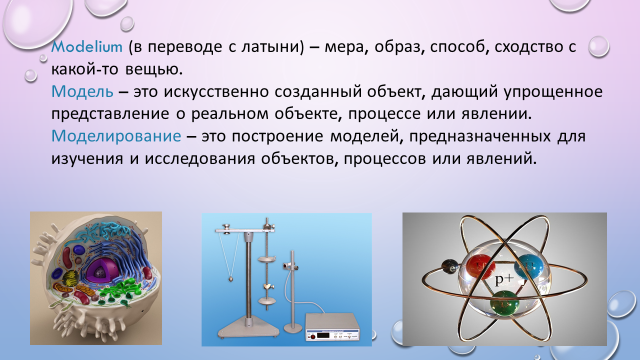 Modelium (в переводе с латыни) – мера, образ, способ, сходство с
какой-то вещью.
Модель – это искусственно созданный объект, дающий упрощенное
представление о реальном объекте, процессе или явлении.
Моделирование – это построение моделей, предназначенных для
изучения и исследования объектов, процессов или явлений.
p+